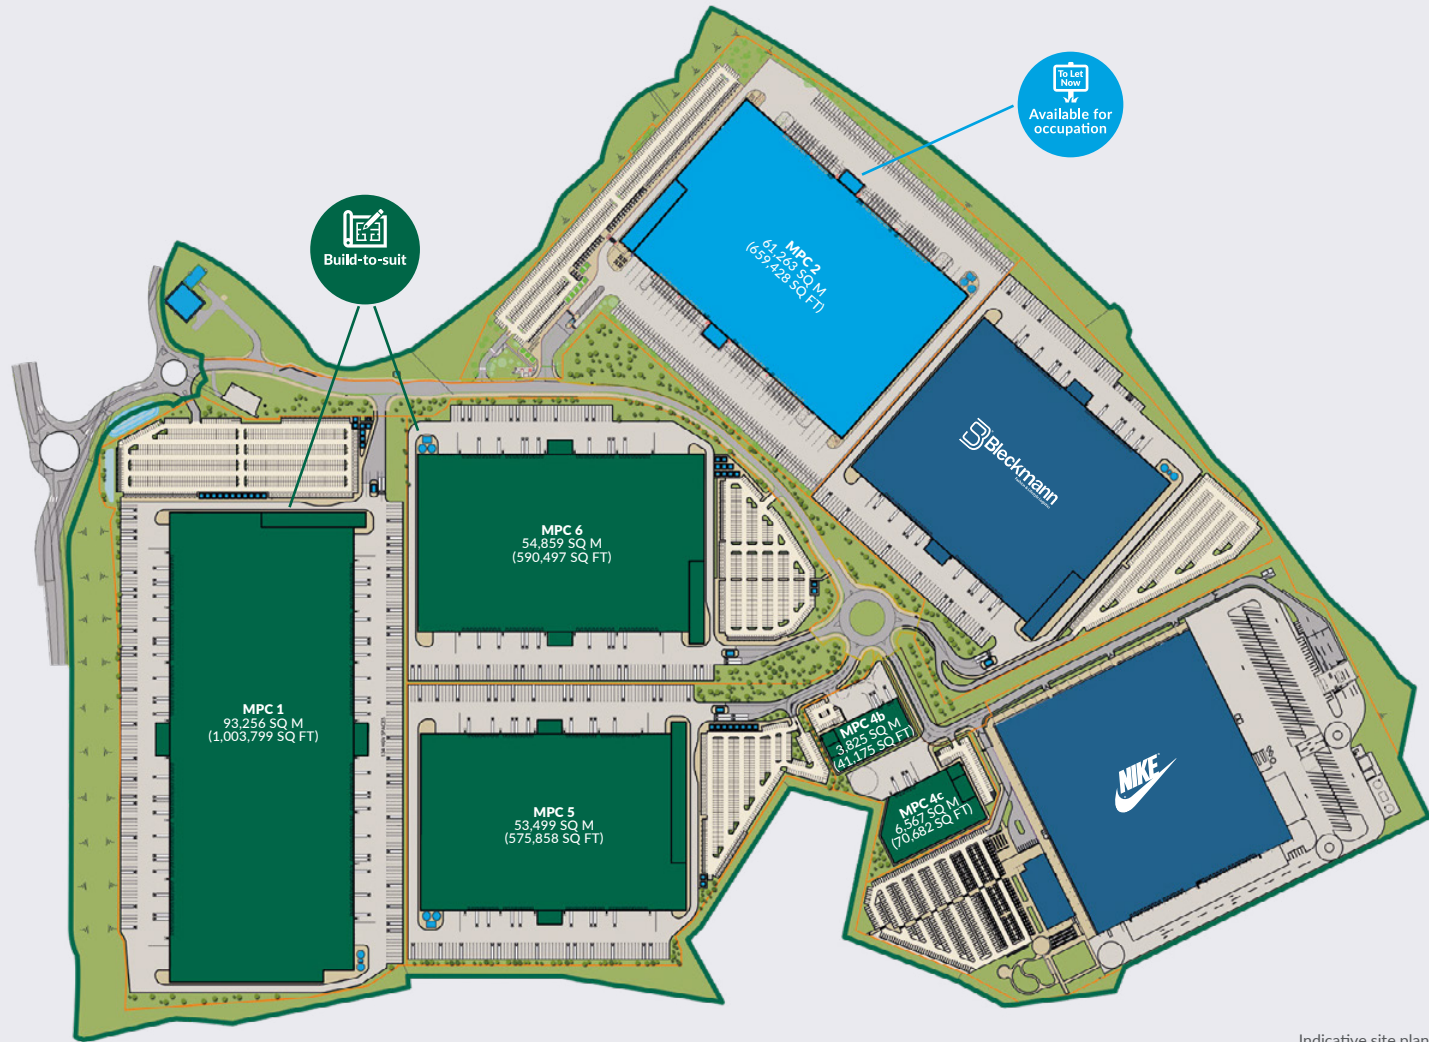 To Let
Now
Available for
occupation
Build-to-suit
MPC 2
61,263 SQ M
(659,428 SQ FT)
Bleckmann
MPC 6
54,859 SQ M
(590,497 SQ FT)
MPC 1
93,256 SQ M
(1,003,799 SQ FT)
MPC 4b
3,825 SQ M
(41,175 SQ FT)
NIKE
MPC 4c
6,567 SQ M
(70,682 SQ FT)
MPC 5
53,499 SQ M
(575,858 SQ FT)
Indicative site plan